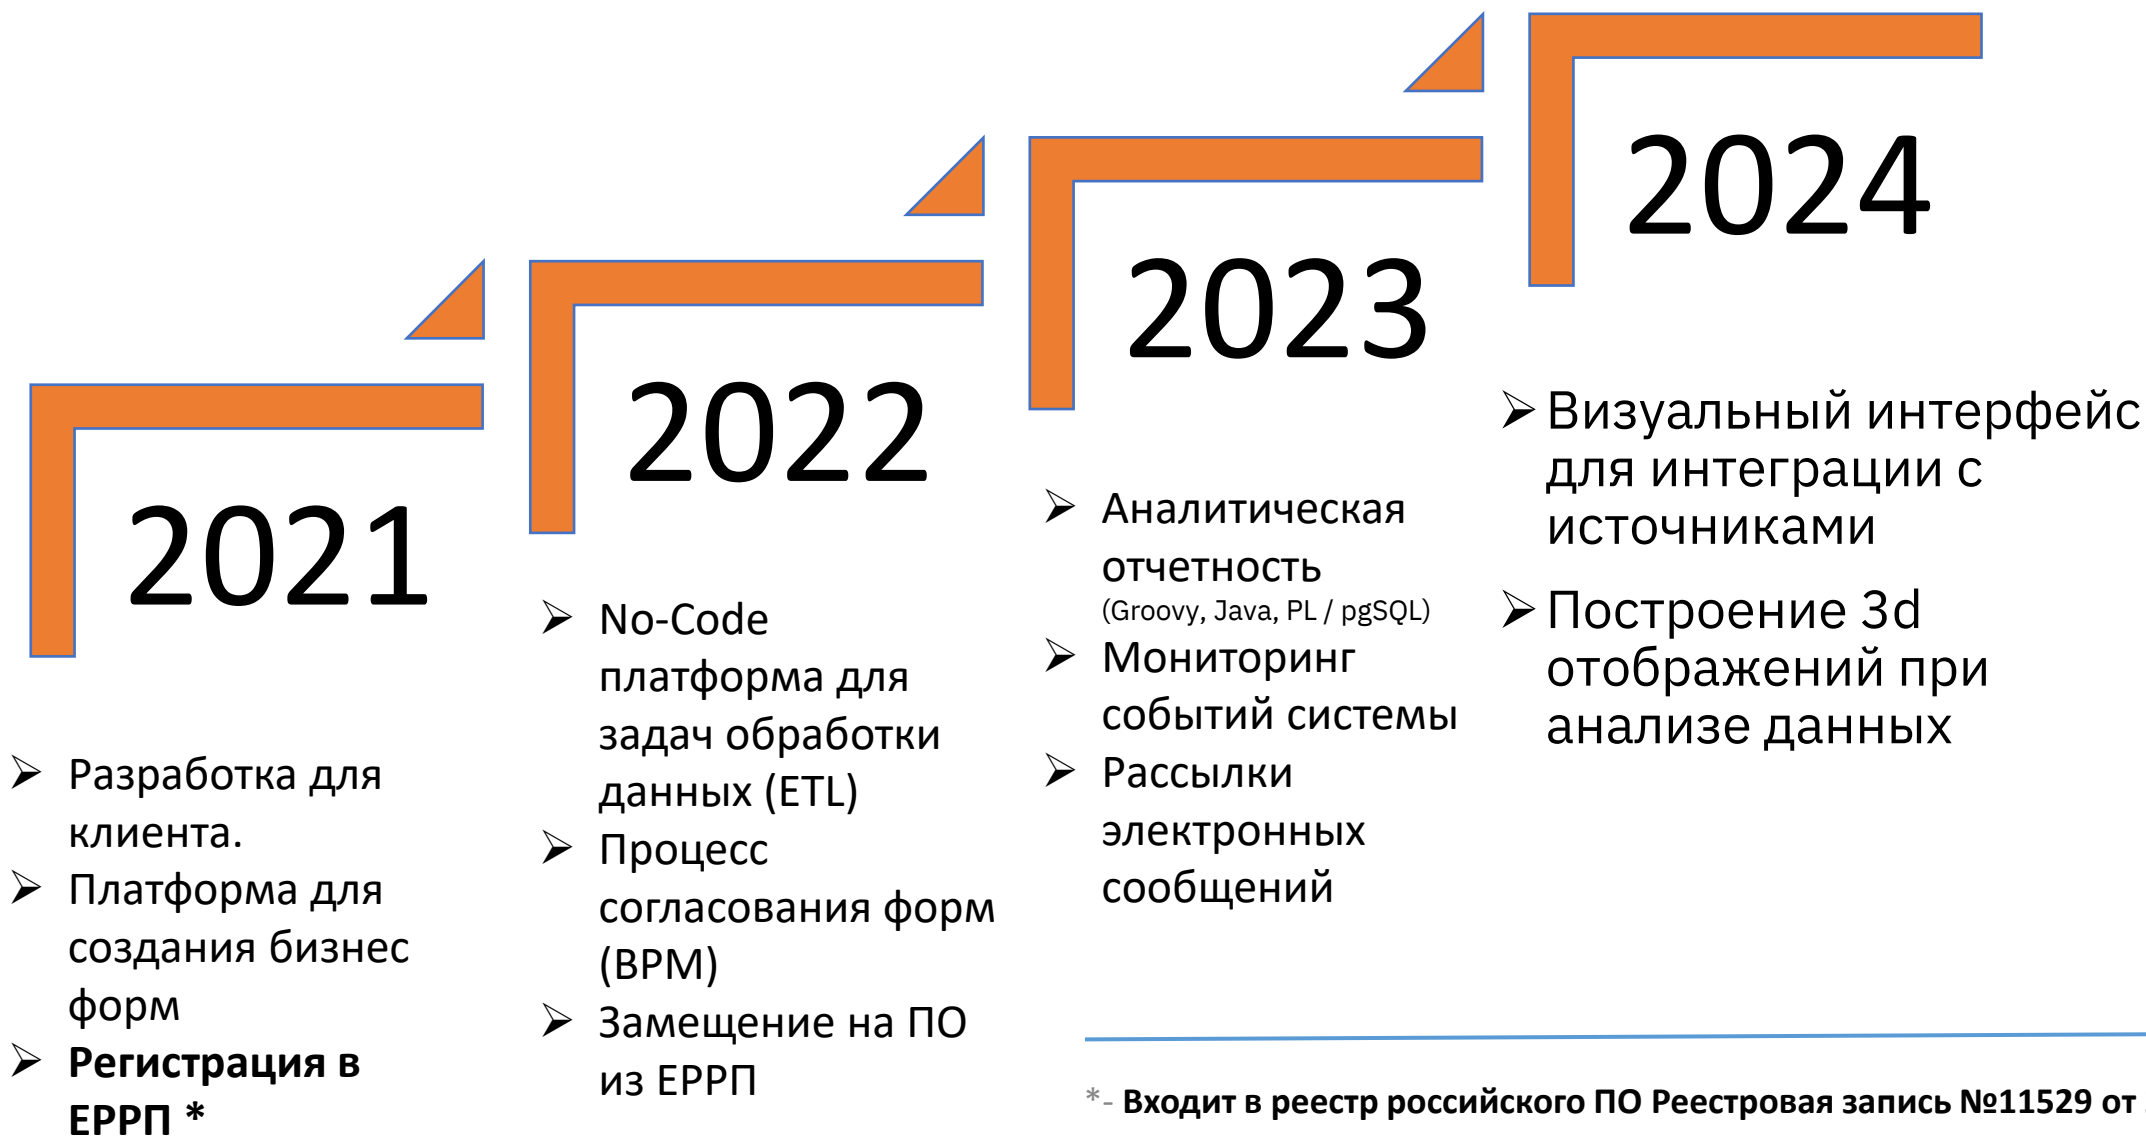 2021
➢ Разработка для
клиента.
➢ Платформа для
создания бизнес
форм
➢ Регистрация в
ЕРРП *
2022
➢ No-Code
платформа для
задач обработки
данных (ETL)
➢ Процесс
согласования форм
(BPM)
➢ Замещение на ПО
из ЕРРП
2023
➢ Аналитическая
отчетность
(Groovy, Java, PL / pgSQL)
➢ Мониторинг
событий системы
➢ Рассылки
электронных
сообщений
2024
➢ Визуальный интерфейс
для интеграции с
источниками
➢ Построение 3d
отображений при
анализе данных
*- Входит в реестр российского ПО Реестровая запись №11529 от